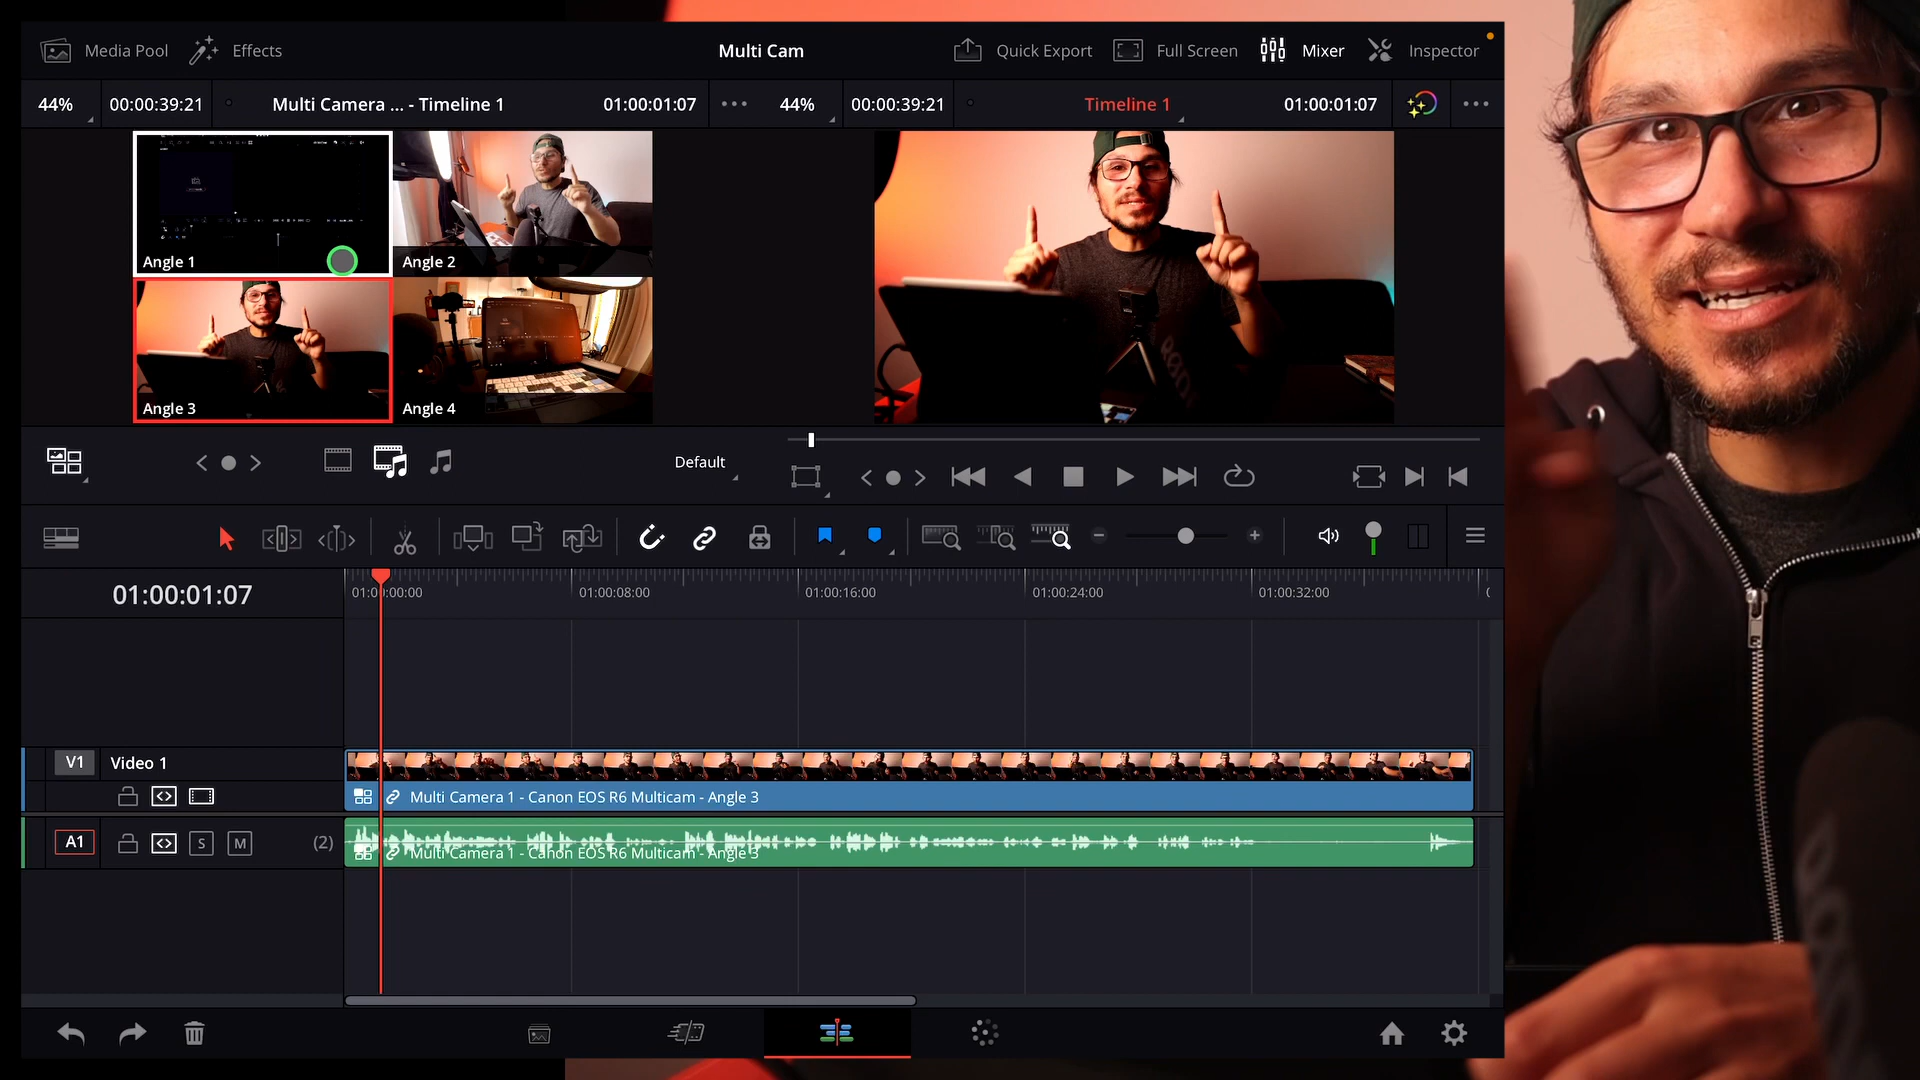 Media Pool Effects Multi Cam Quick Export Full Screen Mixer Inspector
44% 00:00:39:21 Multi Camera ... - Timeline 1 01:00:01:07 44% 00:00:39:21 Timeline 1 01:00:01:07
Angle 1 Angle 2
Angle 3 Angle 4
Default
01:00:01:07
01:00:00:00 01:00:08:00 01:00:16:00 01:00:24:00 01:00:32:00
V1 Video 1
Multi Camera 1 - Canon EOS R6 Multicam - Angle 3
A1 S M (2)
Multi Camera 1 - Canon EOS R6 Multicam - Angle 3